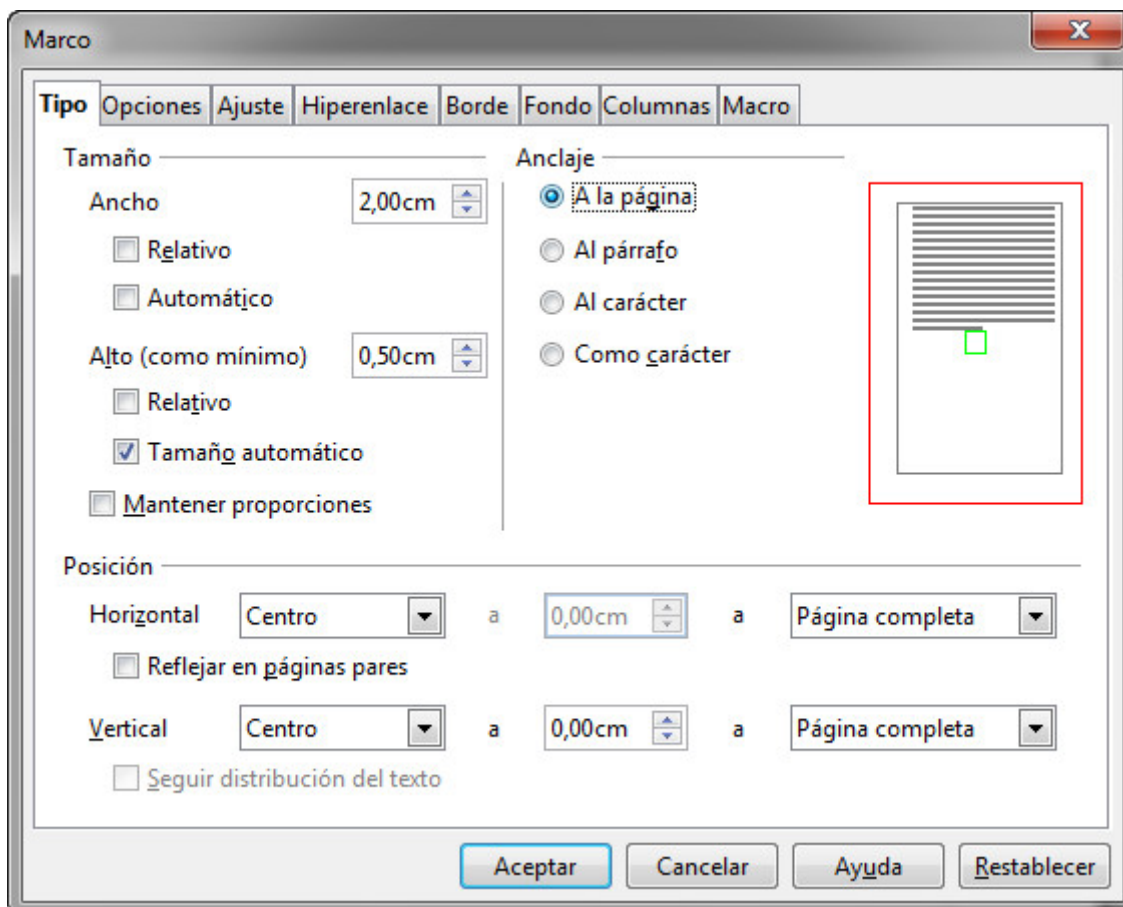 Marco
Tipo Opciones Ajuste Hiperenlace Borde Fondo Columnas Macro
Tamaño
Ancho 2,00cm
Relativo
Automático
Alto (como mínimo) 0,50cm
Relativo
Tamaño automático
Mantener proporciones
Anclaje
A la página
Al párrafo
Al carácter
Como carácter
Posición
Horizontal Centro a 0,00cm a Página completa
Reflejar en páginas pares
Vertical Centro a 0,00cm a Página completa
Seguir distribución del texto
Aceptar Cancelar Ayuda Restablecer